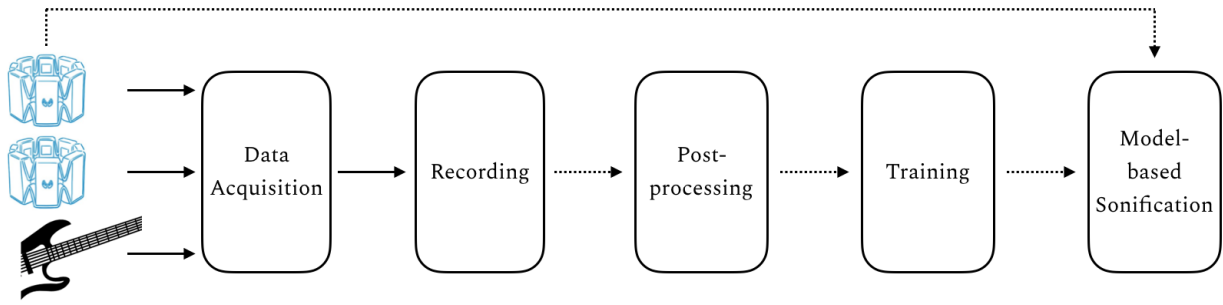 Data
Acquisition
Recording
Post-
processing
Training
Model-
based
Sonification